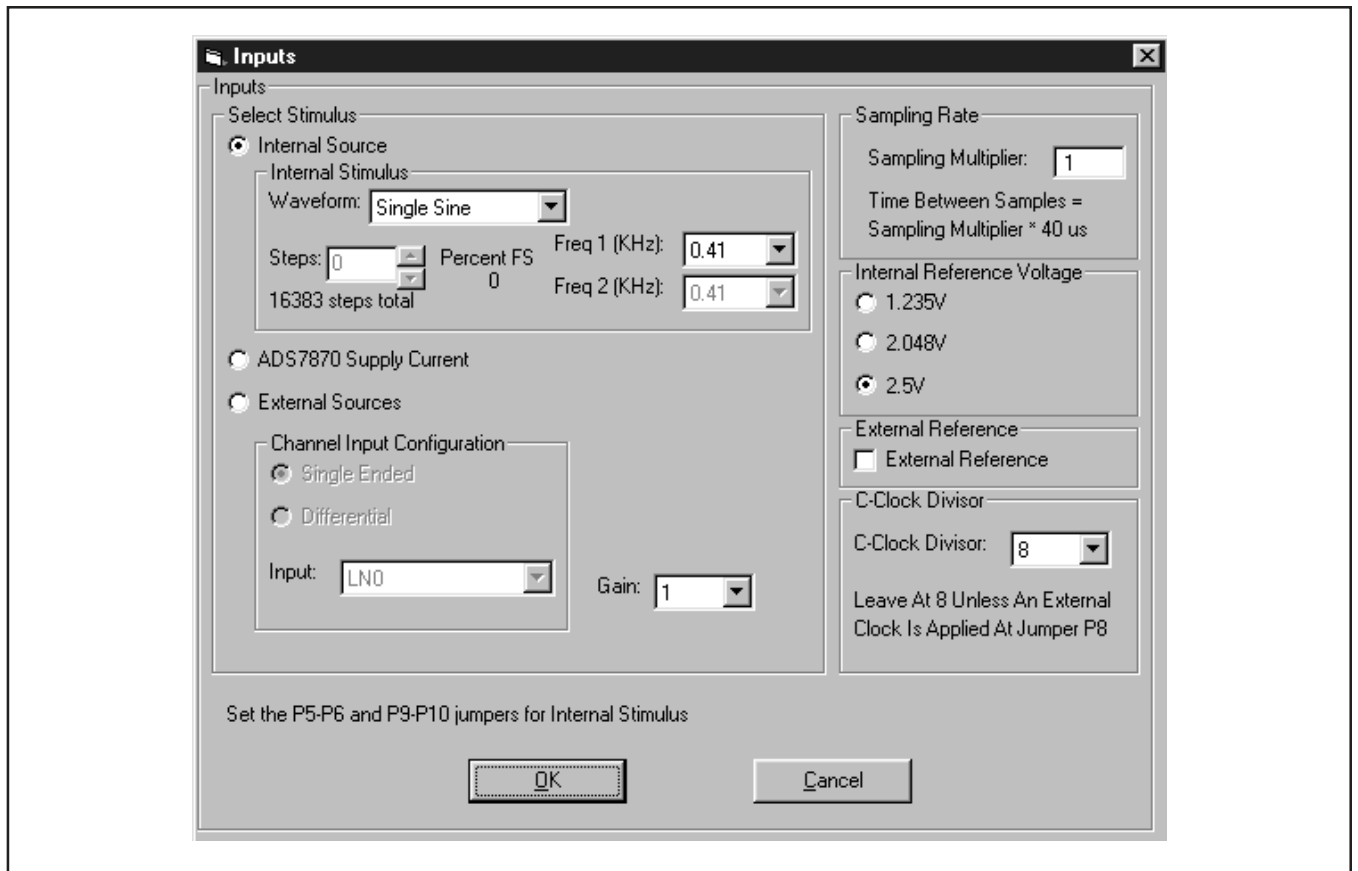 Inputs
Inputs
Select Stimulus
Internal Source
Internal Stimulus
Waveform: Single Sine
Steps: 0
Percent FS
0
16383 steps total
Freq 1 (KHz): 0.41
Freq 2 (KHz): 0.41
ADS7870 Supply Current
External Sources
Channel Input Configuration
Single Ended
Differential
Input: LN0
Gain: 1
Sampling Rate
Sampling Multiplier: 1
Time Between Samples =
Sampling Multiplier * 40 us
Internal Reference Voltage
1.235V
2.048V
2.5V
External Reference
External Reference
C-Clock Divisor
C-Clock Divisor: 8
Leave At 8 Unless An External
Clock Is Applied At Jumper P8
Set the P5-P6 and P9-P10 jumpers for Internal Stimulus
OK
Cancel